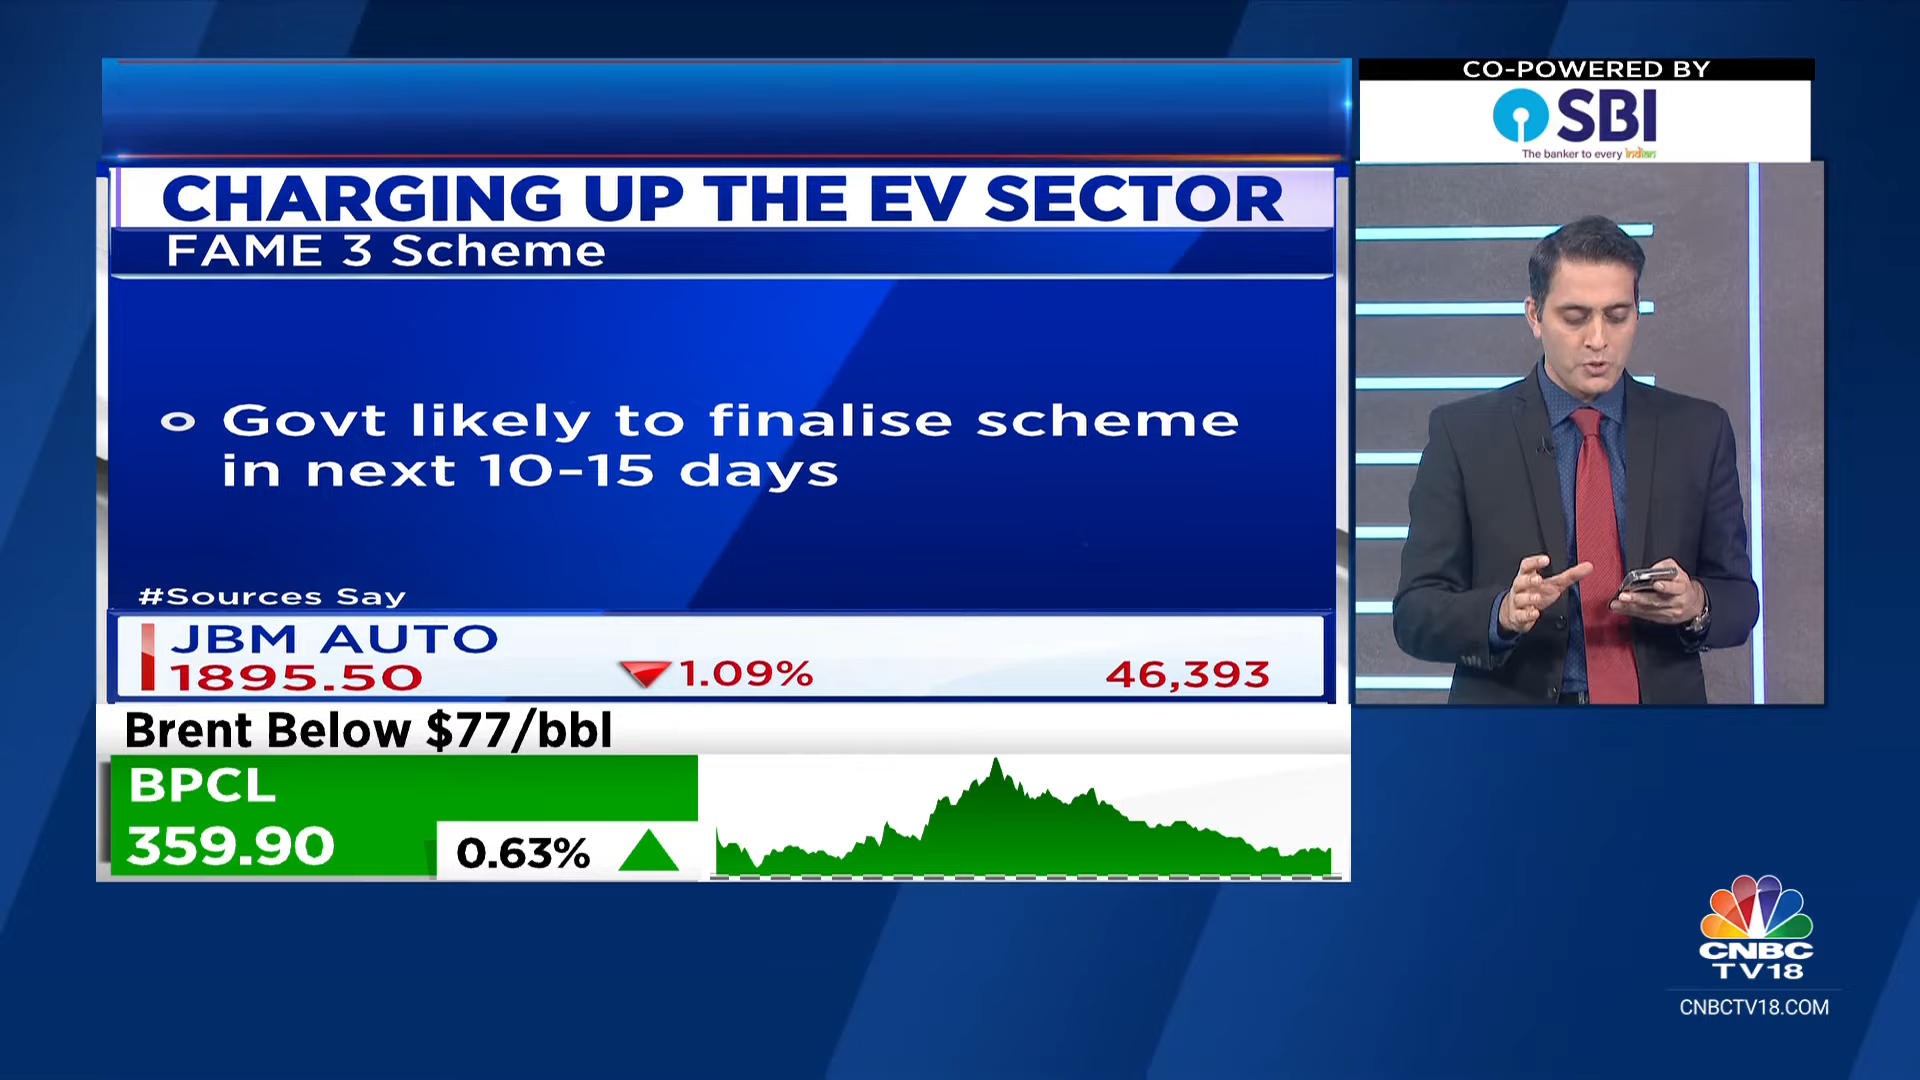 CO-POWERED BY
SBI
The banker to every indian
CHARGING UP THE EV SECTOR
FAME 3 Scheme
Govt likely to finalise scheme
in next 10-15 days
#Sources Say
JBM AUTO
1895.50 1.09% 46,393
Brent Below $77/bbl
BPCL
359.90 0.63%
CNBC
TV18
CNBCTV18.COM